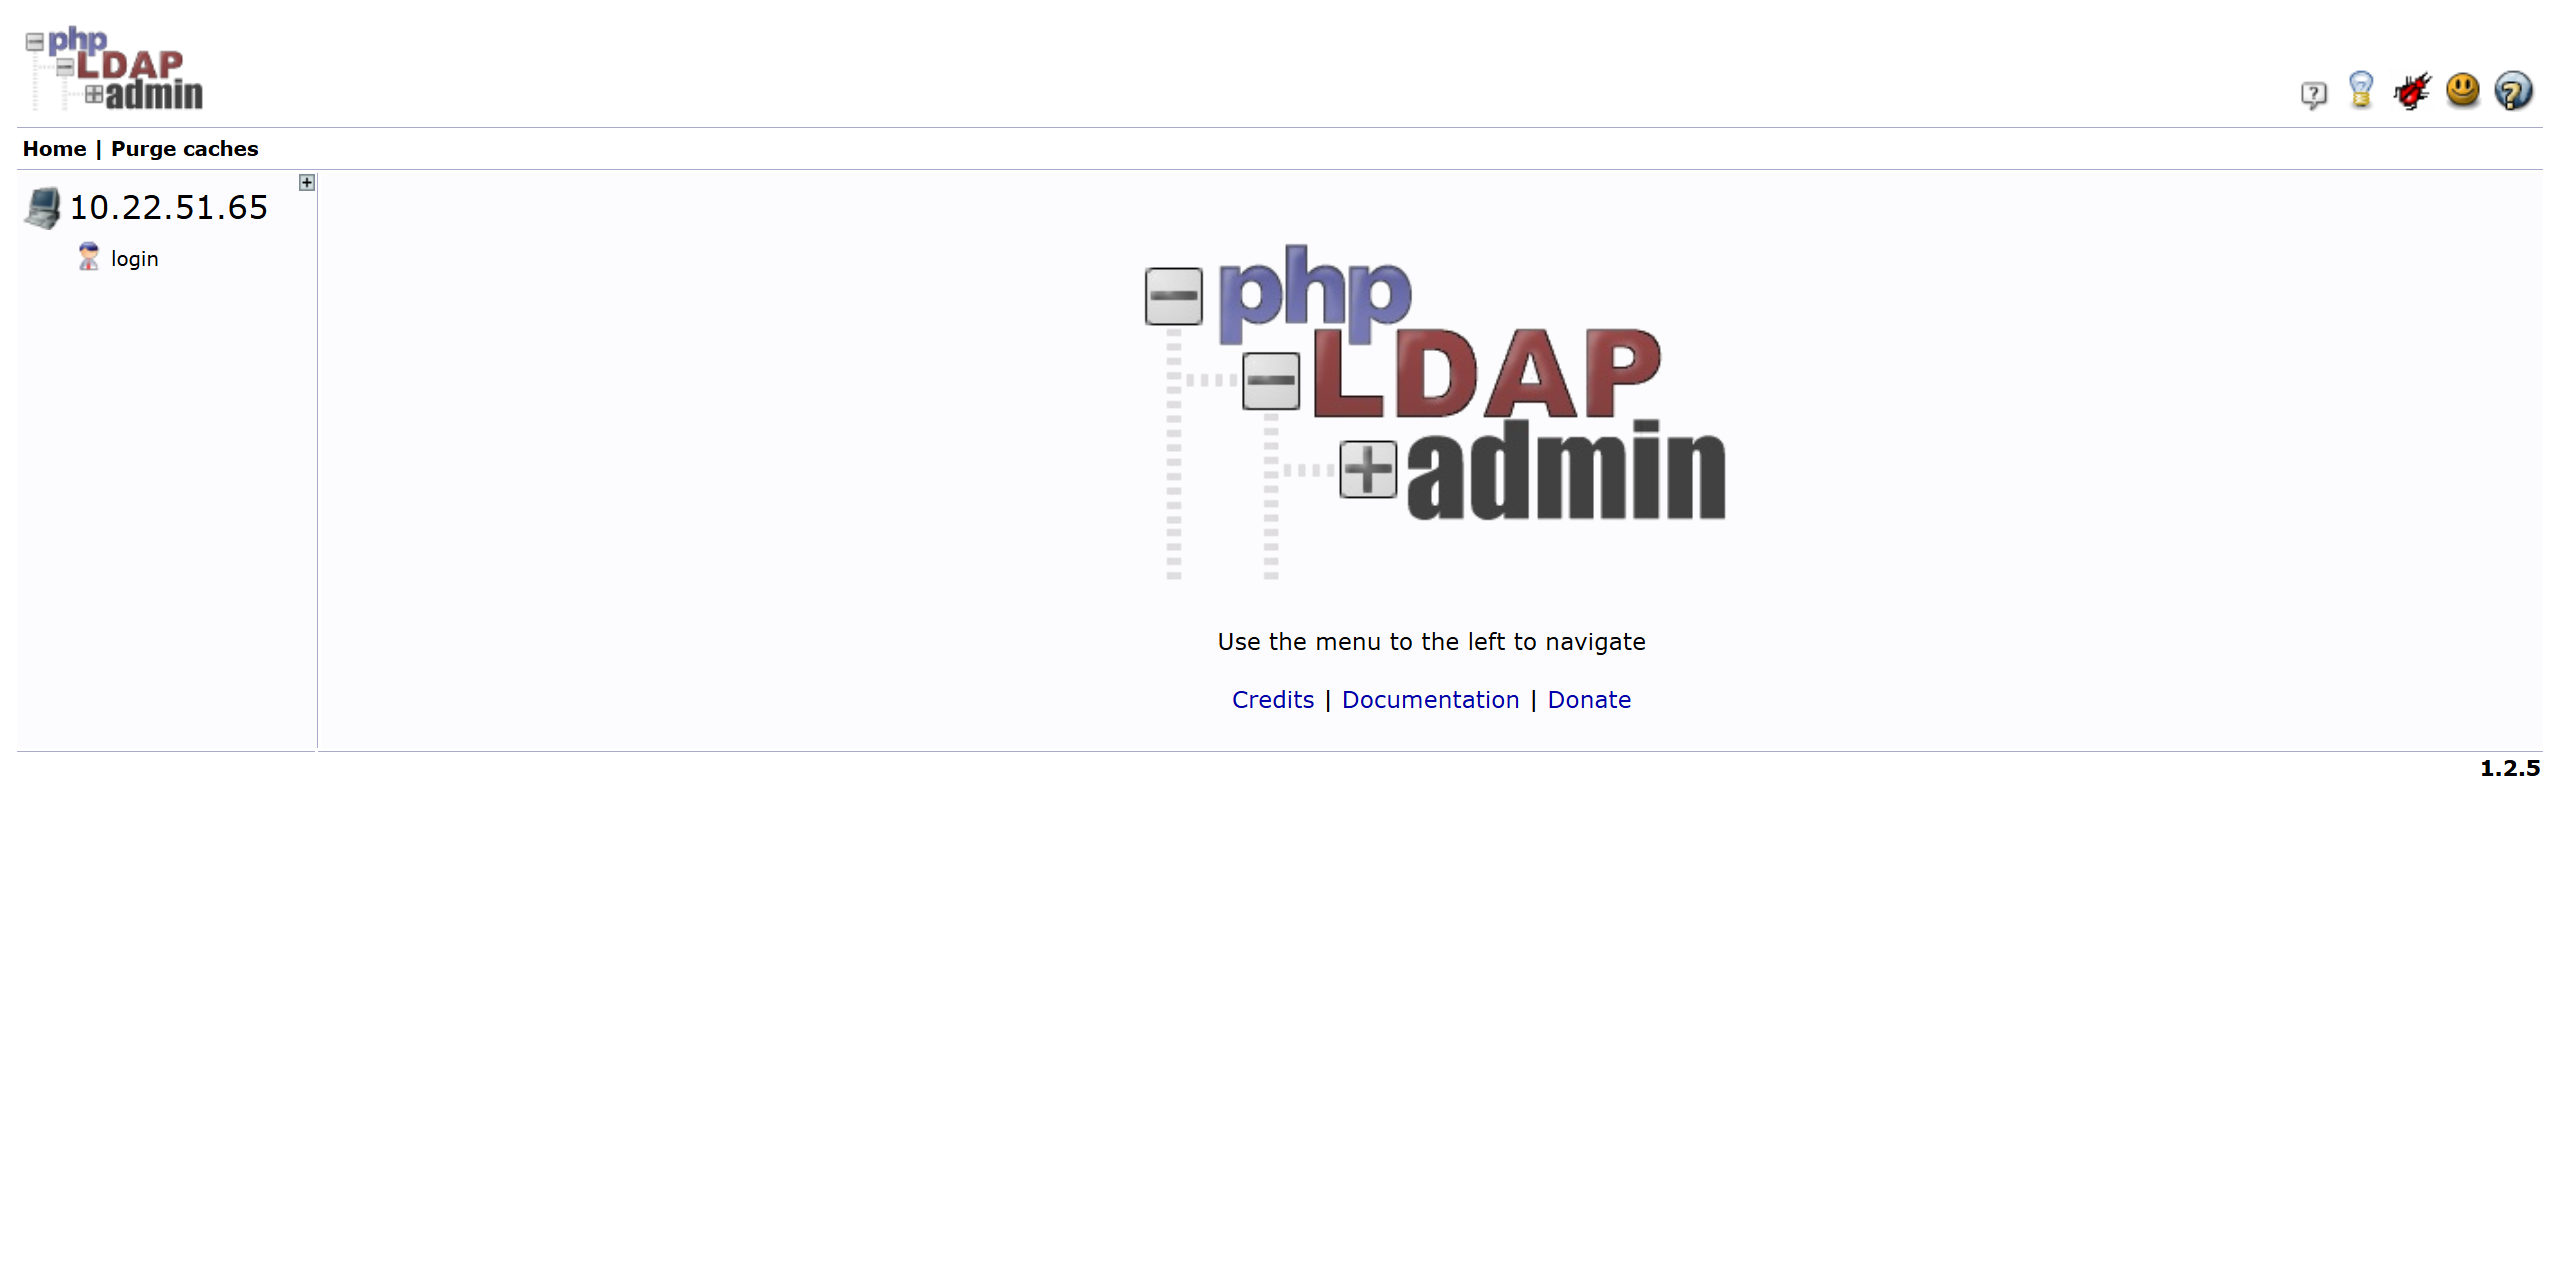 php
LDAP
admin
Home | Purge caches
10.22.51.65
login
php
LDAP
admin
Use the menu to the left to navigate
Credits | Documentation | Donate
1.2.5